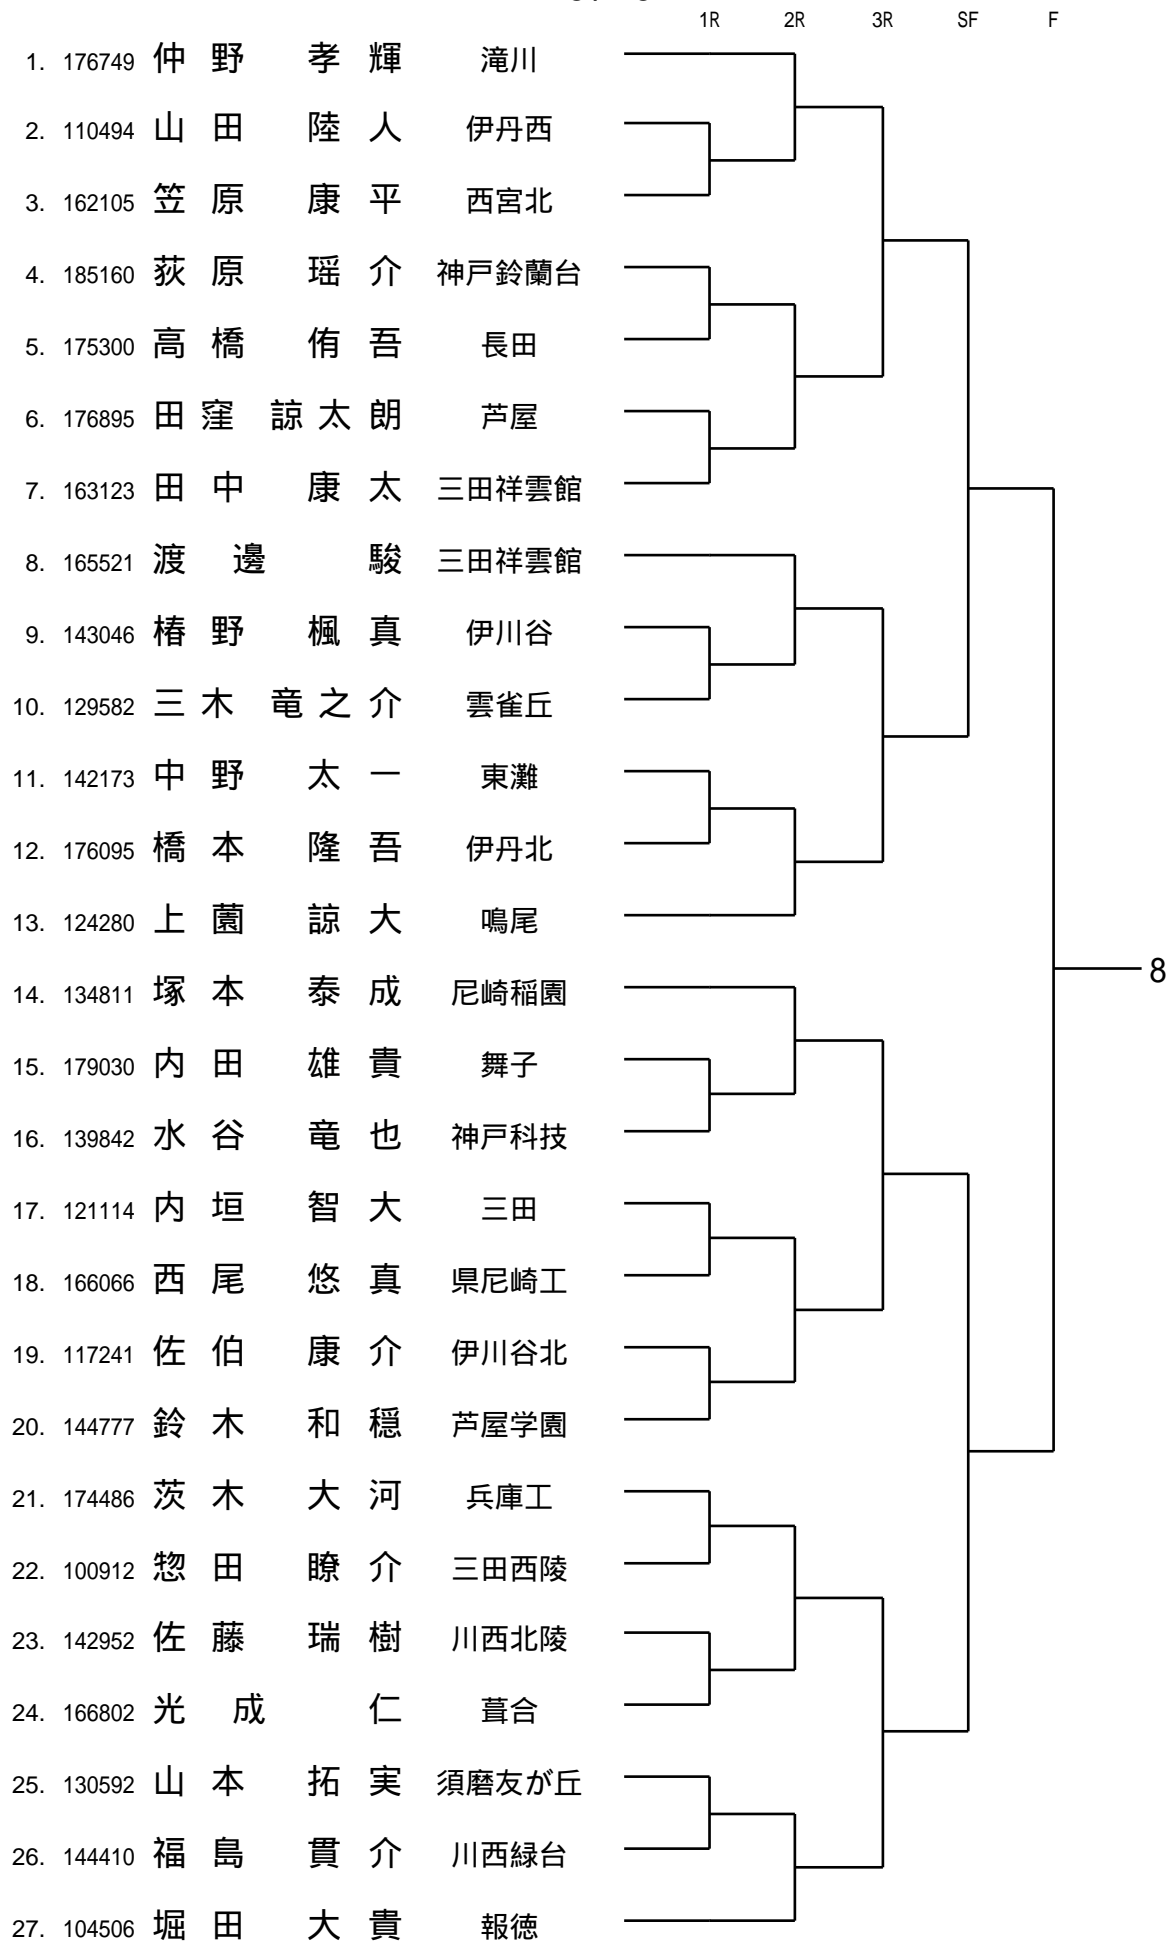 1R 2R 3R SF F
1. 176749 仲野 孝輝 滝川
2. 110494 山田 陸人 伊丹西
3. 162105 笠原 康平 西宮北
4. 185160 荻原 瑶介 神戸鈴蘭台
5. 175300 高橋 侑吾 長田
6. 176895 田窪 諒太朗 芦屋
7. 163123 田中 康太 三田祥雲館
8. 165521 渡邊 駿 三田祥雲館
9. 143046 椿野 楓真 伊川谷
10. 129582 三木 竜之介 雲雀丘
11. 142173 中野 太一 東灘
12. 176095 橋本 隆吾 伊丹北
13. 124280 上薗 諒大 鳴尾
8
14. 134811 塚本 泰成 尼崎稲園
15. 179030 内田 雄貴 舞子
16. 139842 水谷 竜也 神戸科技
17. 121114 内垣 智大 三田
18. 166066 西尾 悠真 県尼崎工
19. 117241 佐伯 康介 伊川谷北
20. 144777 鈴木 和穏 芦屋学園
21. 174486 茨木 大河 兵庫工
22. 100912 惣田 瞭介 三田西陵
23. 142952 佐藤 瑞樹 川西北陵
24. 166802 光成 仁 葺合
25. 130592 山本 拓実 須磨友が丘
26. 144410 福島 貫介 川西緑台
27. 104506 堀田 大貴 報徳